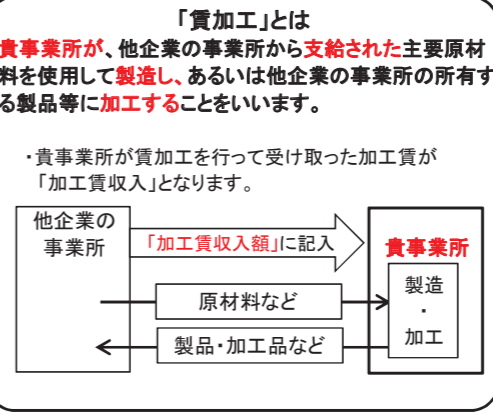 「賃加工」とは
貴事業所が、他企業の事業所から支給された主要原材
料を使用して製造し、あるいは他企業の事業所の所有す
る製品等に加工することをいいます。
・貴事業所が賃加工を行って受け取った加工賃が
「加工賃収入」となります。
他企業の
事業所
「加工賃収入額」に記入
貴事業所
製造
・
加工
原材料など
製品・加工品など